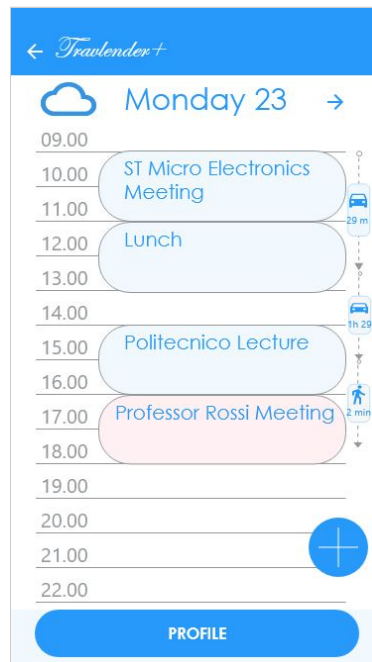 Travlender+
Monday 23
09.00
10.00
ST Micro Electronics
Meeting
29 m
11.00
12.00
Lunch
13.00
14.00
1h 29
15.00
Politecnico Lecture
16.00
17.00
Professor Rossi Meeting
2 min
18.00
19.00
20.00
21.00
22.00
PROFILE